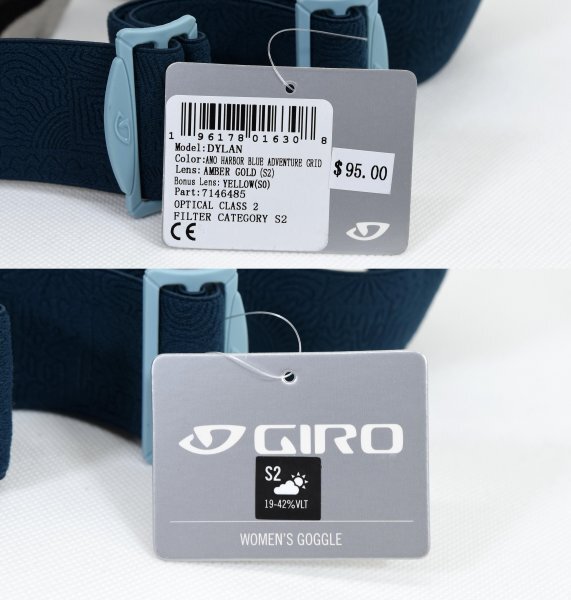 1 96178 01630 8
Model:DYLAN
Color:ANO HARBOR BLUE ADVENTURE GRID
Lens: AMBER GOLD (S2)
Bonus Lens: YELLOW(S0)
Part:7146485
OPTICAL CLASS 2
FILTER CATEGORY S2
CE
$95.00
GIRO
S2
19-42%VLT
WOMEN'S GOGGLE